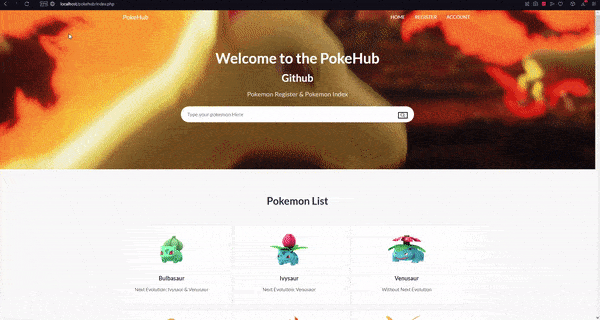 localhost/pokehub/index.php
PokeHub
HOME REGISTER ACCOUNT
Welcome to the PokeHub
Github
Pokemon Register & Pokemon Index
Type your pokemon Here
Pokemon List
Bulbasaur Ivysaur Venusaur
Next Evolution: Ivysaur & Venusaur Next Evolution: Venusaur Without Next Evolution